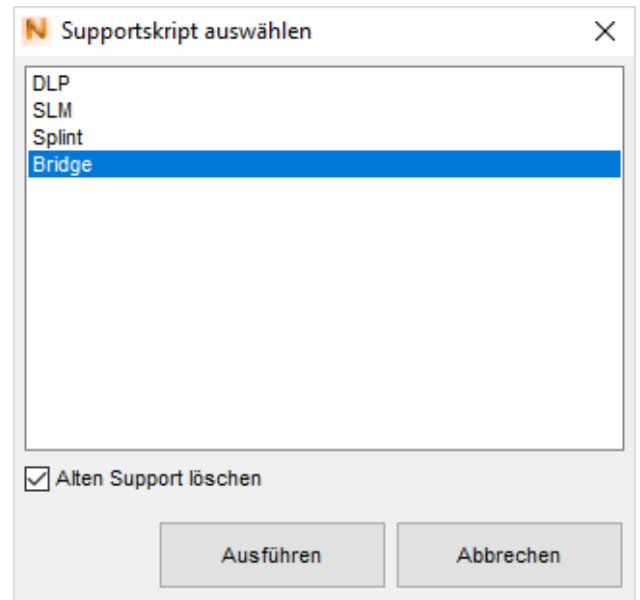 N Supportskript auswählen
DLP
SLM
Splint
Bridge
Alten Support löschen
Ausführen Abbrechen